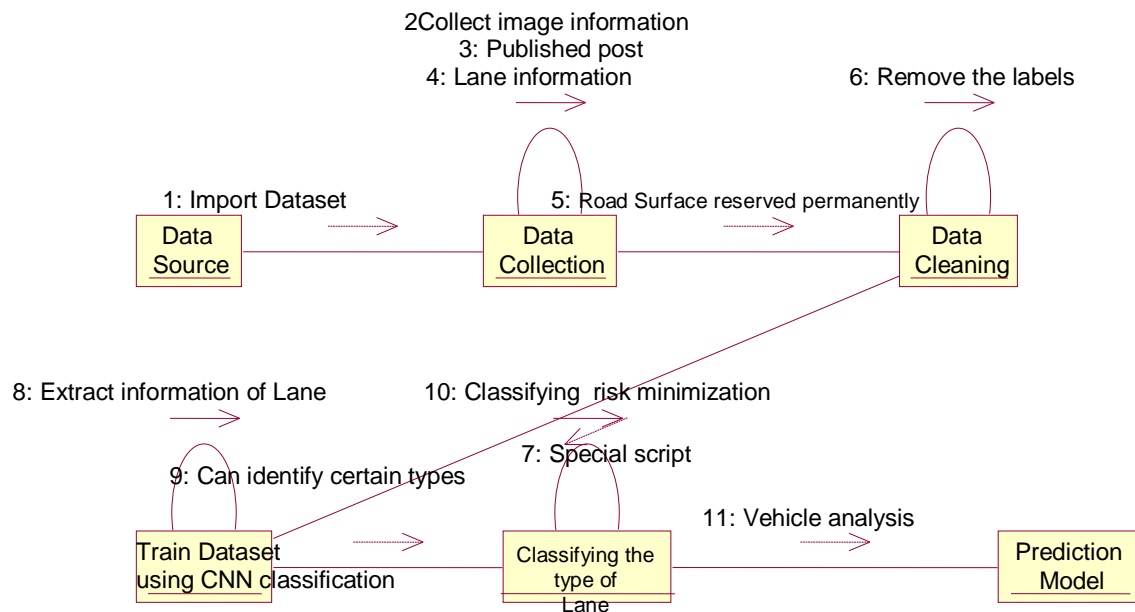 2Collect image information
3: Published post
4: Lane information
6: Remove the labels
1: Import Dataset
5: Road Surface reserved permanently
Data
Source
Data
Collection
Data
Cleaning
8: Extract information of Lane
10: Classifying risk minimization
7: Special script
9: Can identify certain types
11: Vehicle analysis
Train Dataset
using CNN classification
Classifying the
type of
Lane
Prediction
Model